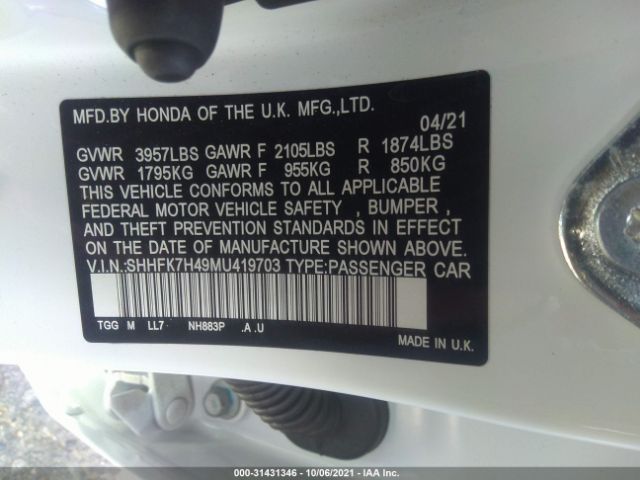 MFD.BY HONDA OF THE U.K. MFG.,LTD.
04/21
GVWR 3957LBS GAWR F 2105LBS R 1874LBS
GVWR 1795KG GAWR F 955KG R 850KG
THIS VEHICLE CONFORMS TO ALL APPLICABLE
FEDERAL MOTOR VEHICLE SAFETY , BUMPER ,
AND THEFT PREVENTION STANDARDS IN EFFECT
ON THE DATE OF MANUFACTURE SHOWN ABOVE.
V.I.N.:SHHFK7H49MU419703 TYPE:PASSENGER CAR
TGG M LL7 NH883P .A .U
MADE IN U.K.
000-31431346 - 10/06/2021 - IAA Inc.